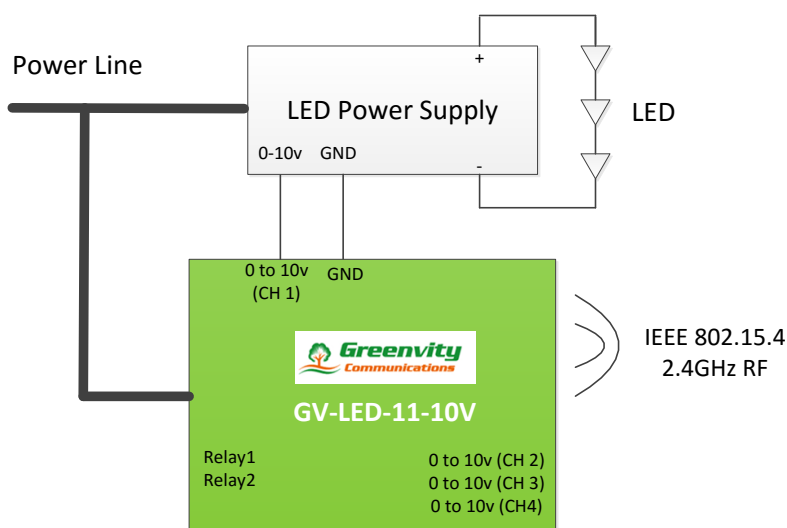 Power Line
+
LED Power Supply
LED
0-10v GND
-
0 to 10v GND
(CH 1)
IEEE 802.15.4
2.4GHz RF
Greenvity
Communications
GV-LED-11-10V
Relay1
Relay2
0 to 10v (CH 2)
0 to 10v (CH 3)
0 to 10v (CH4)